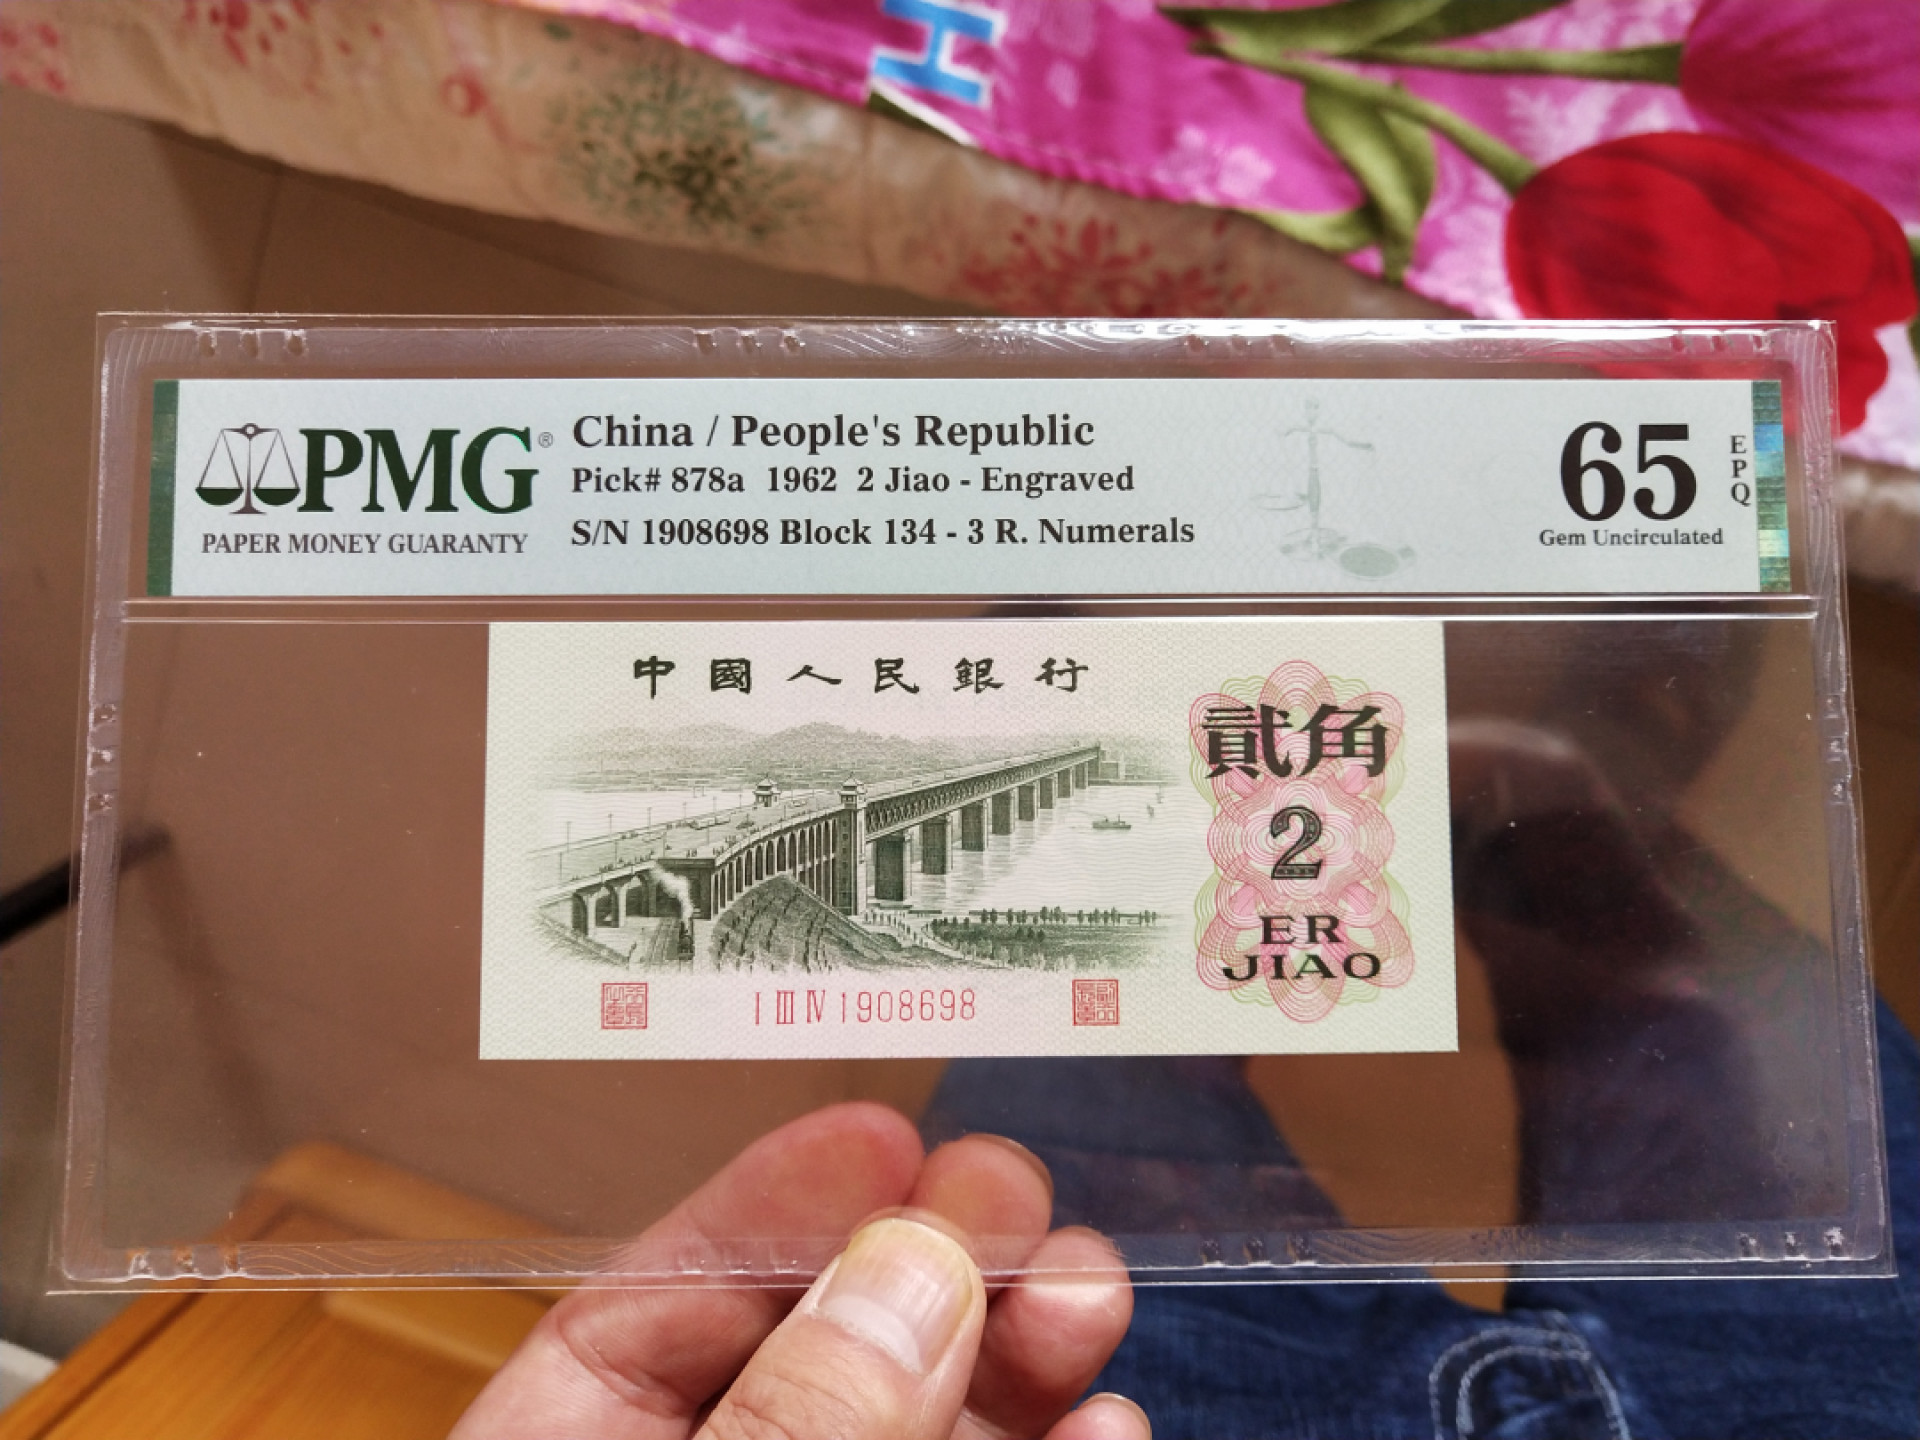 H
PMG®
PAPER MONEY GUARANTY
China / People's Republic
Pick# 878a 1962 2 Jiao - Engraved
S/N 1908698 Block 134 - 3 R. Numerals
65
EPQ
Gem Uncirculated
中國人民銀行
貳角
2
ER
JIAO
I III IV 1908698